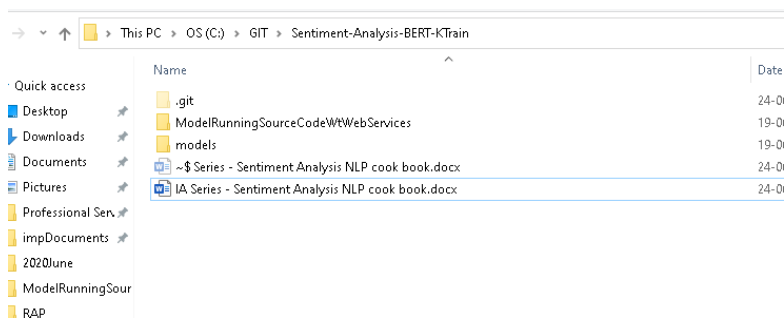 This PC > OS (C:) > GIT > Sentiment-Analysis-BERT-KTrain
Name Date
Quick access
Desktop
Downloads
Documents
Pictures
Professional Ser
impDocuments
2020June
ModelRunningSour
RAP
.git 24-0
ModelRunningSourceCodeWtWebServices 19-0
models 19-0
~$ Series - Sentiment Analysis NLP cook book.docx 24-0
IA Series - Sentiment Analysis NLP cook book.docx 24-0